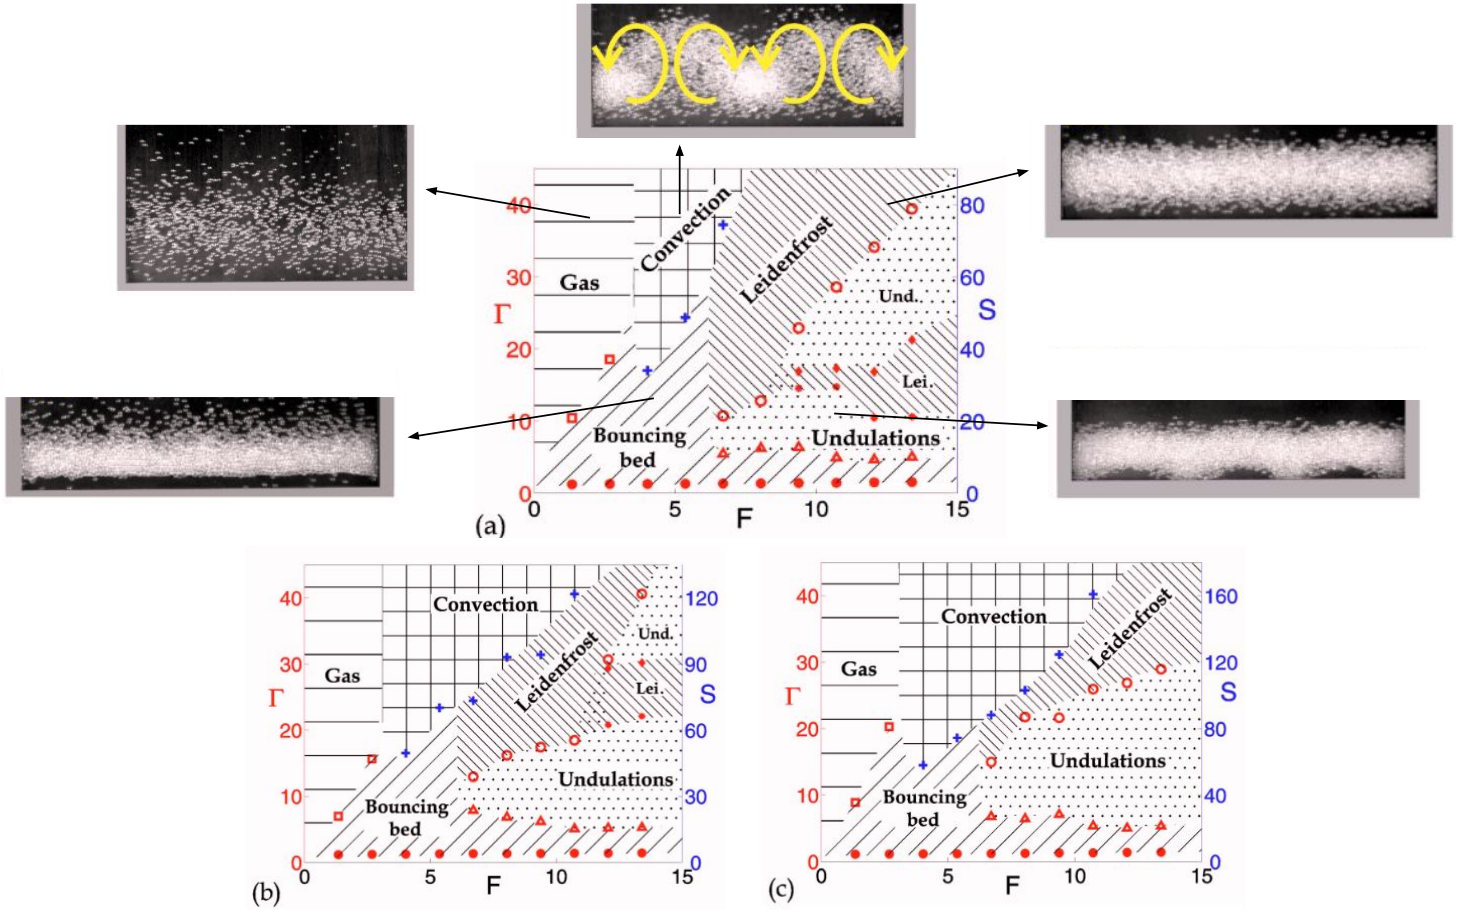 40
30
20
10
0
Γ
80
60
40
20
0
S
Gas
Convection
Leidenfrost
Und.
Lei.
Bouncing
bed
Undulations
0
5
10
15
F
(a)
40
30
20
10
0
Γ
120
90
60
30
0
S
Gas
Convection
Leidenfrost
Und.
Lei.
Undulations
Bouncing
bed
0
5
10
15
F
(b)
40
30
20
10
0
Γ
160
120
80
40
0
S
Gas
Convection
Leidenfrost
Undulations
Bouncing
bed
0
5
10
15
F
(c)